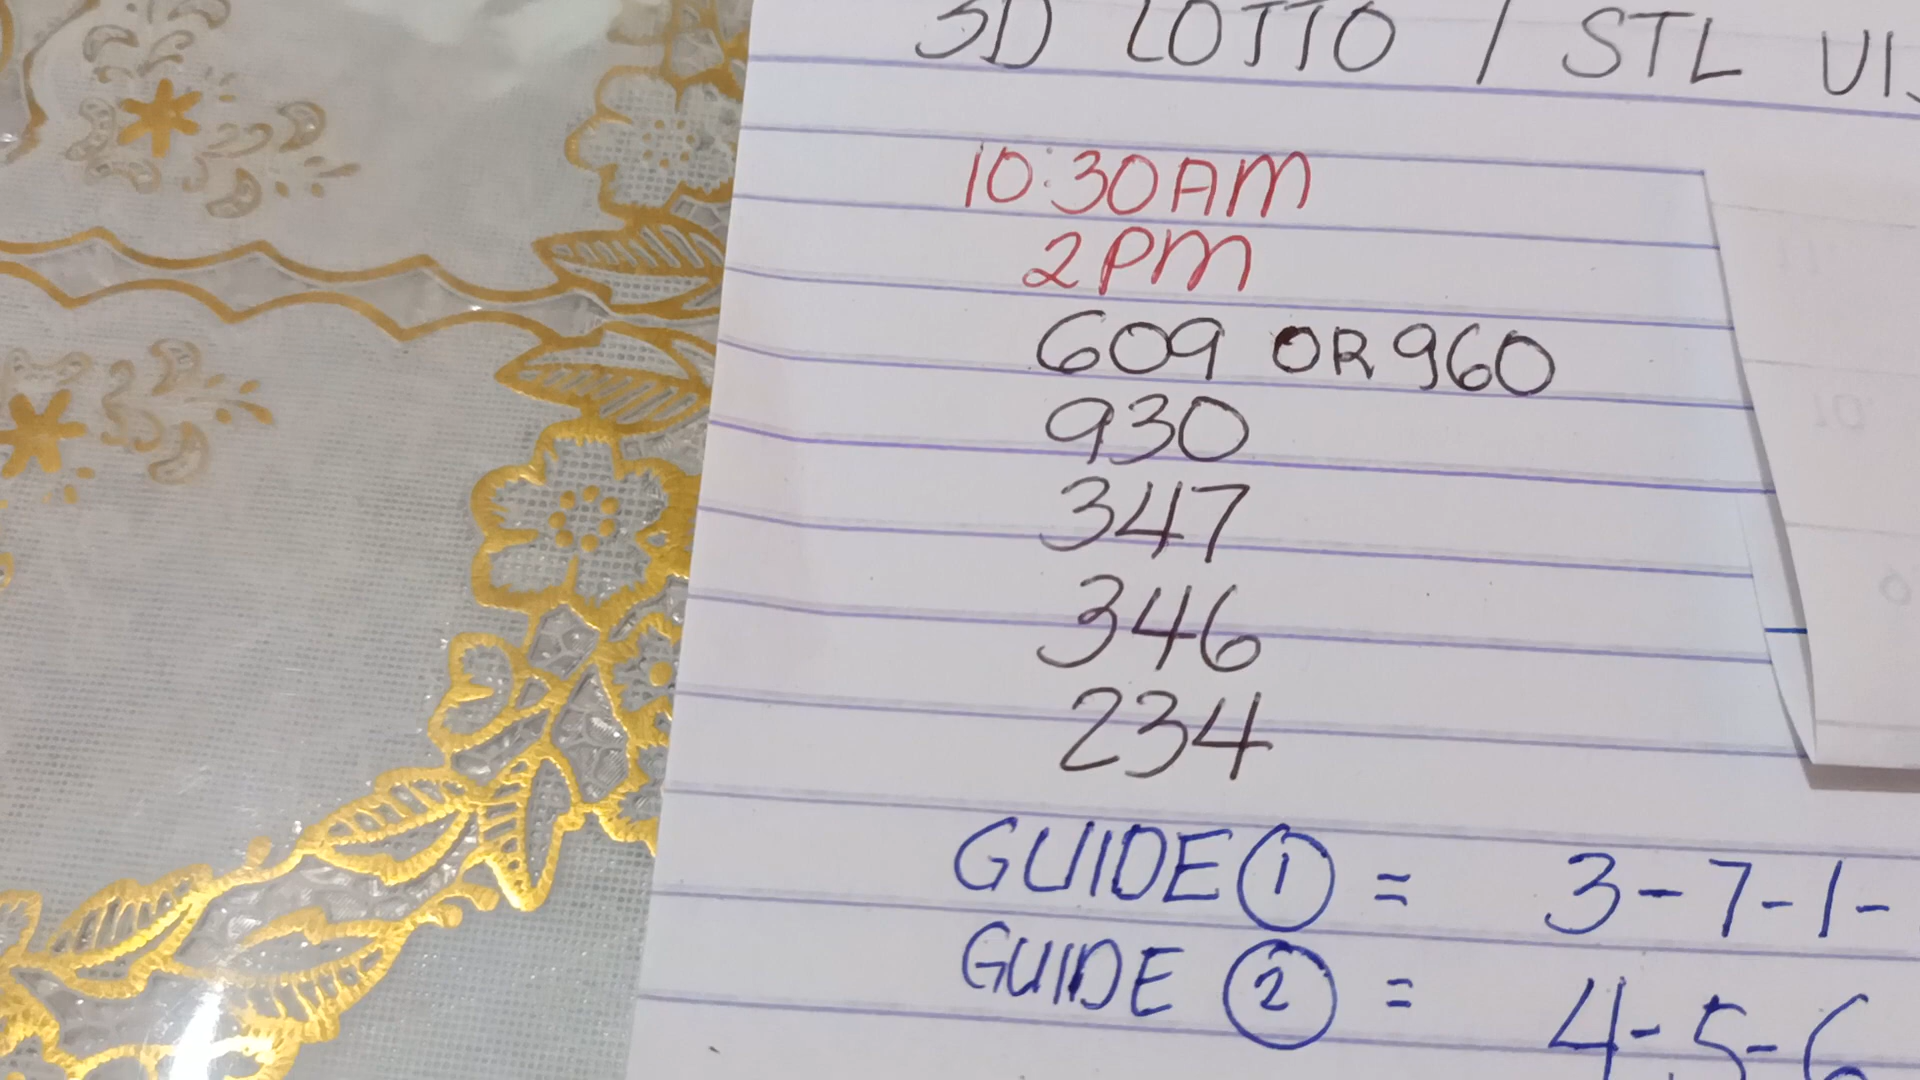 3D LOTTO / STL
10:30AM
2PM
609 OR 960
930
347
346
234
GUIDE 1 = 3-7-1-
GUIDE 2 = 4-5-6